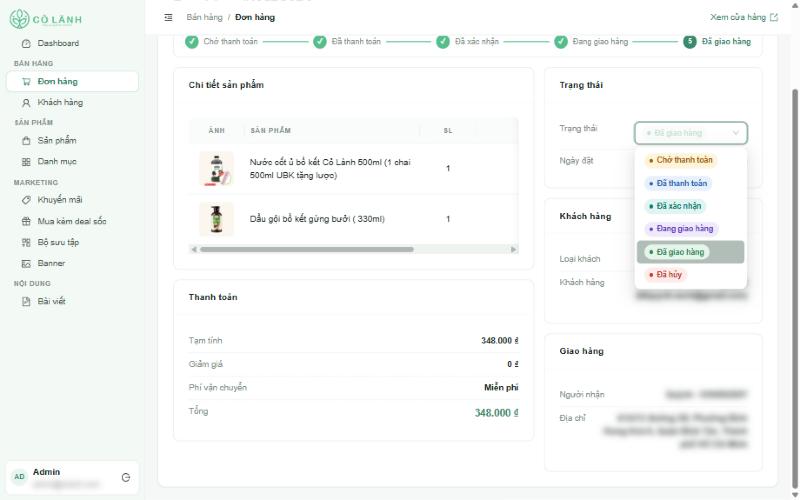 CỎ LÀNH
Dashboard
BÁN HÀNG
Đơn hàng
Khách hàng
SẢN PHẨM
Sản phẩm
Danh mục
MARKETING
Khuyến mãi
Mua kèm deal sốc
Bộ sưu tập
Banner
NỘI DUNG
Bài viết
AD
Admin
Bán hàng / Đơn hàng
Xem cửa hàng
Chờ thanh toán
Đã thanh toán
Đã xác nhận
Đang giao hàng
5 Đã giao hàng
Chi tiết sản phẩm
ẢNH SẢN PHẨM SL
Nước cốt ủ bồ kết Cỏ Lành 500ml (1 chai
500ml UBK tặng lược) 1
Dầu gội bồ kết gừng bưởi ( 330ml) 1
Thanh toán
Tạm tính 348.000 ₫
Giảm giá 0 ₫
Phí vận chuyển Miễn phí
Tổng 348.000 ₫
Trạng thái
Trạng thái Đã giao hàng
Chờ thanh toán
Đã thanh toán
Đã xác nhận
Đang giao hàng
Đã giao hàng
Đã hủy
Ngày đặt
Khách hàng
Loại khách
Khách hàng
Giao hàng
Người nhận
Địa chỉ